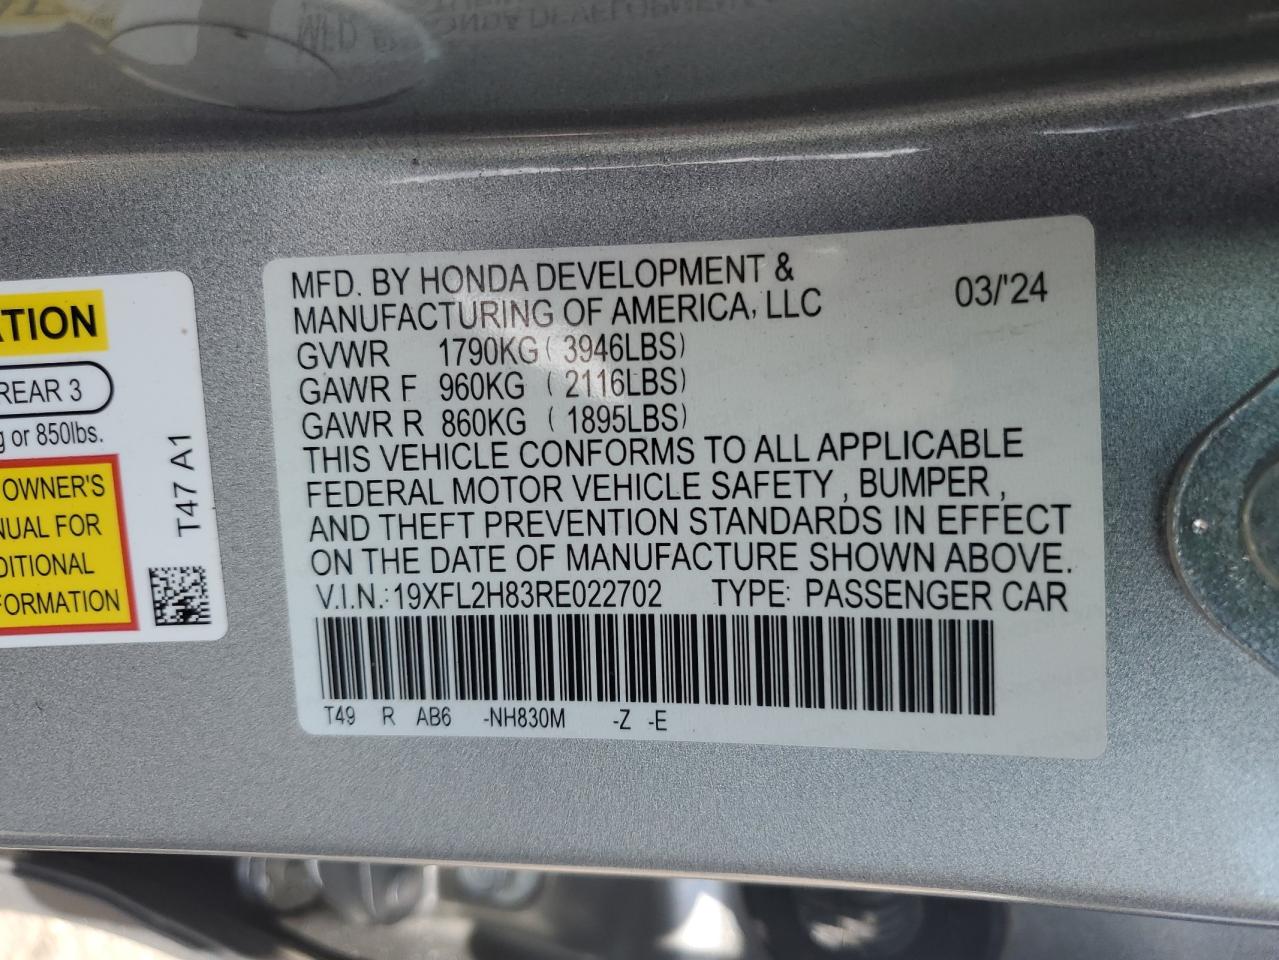 MFD. BY HONDA DEVELOPMENT &
MANUFACTURING OF AMERICA, LLC
03/'24
GVWR 1790KG ( 3946LBS)
GAWR F 960KG ( 2116LBS)
GAWR R 860KG ( 1895LBS)
THIS VEHICLE CONFORMS TO ALL APPLICABLE
FEDERAL MOTOR VEHICLE SAFETY , BUMPER ,
AND THEFT PREVENTION STANDARDS IN EFFECT
ON THE DATE OF MANUFACTURE SHOWN ABOVE.
V.I.N.: 19XFL2H83RE022702 TYPE: PASSENGER CAR
T49 R AB6 -NH830M -Z -E
ATION
REAR 3
g or 850lbs.
OWNER'S
NUAL FOR
DITIONAL
FORMATION
T47 A1